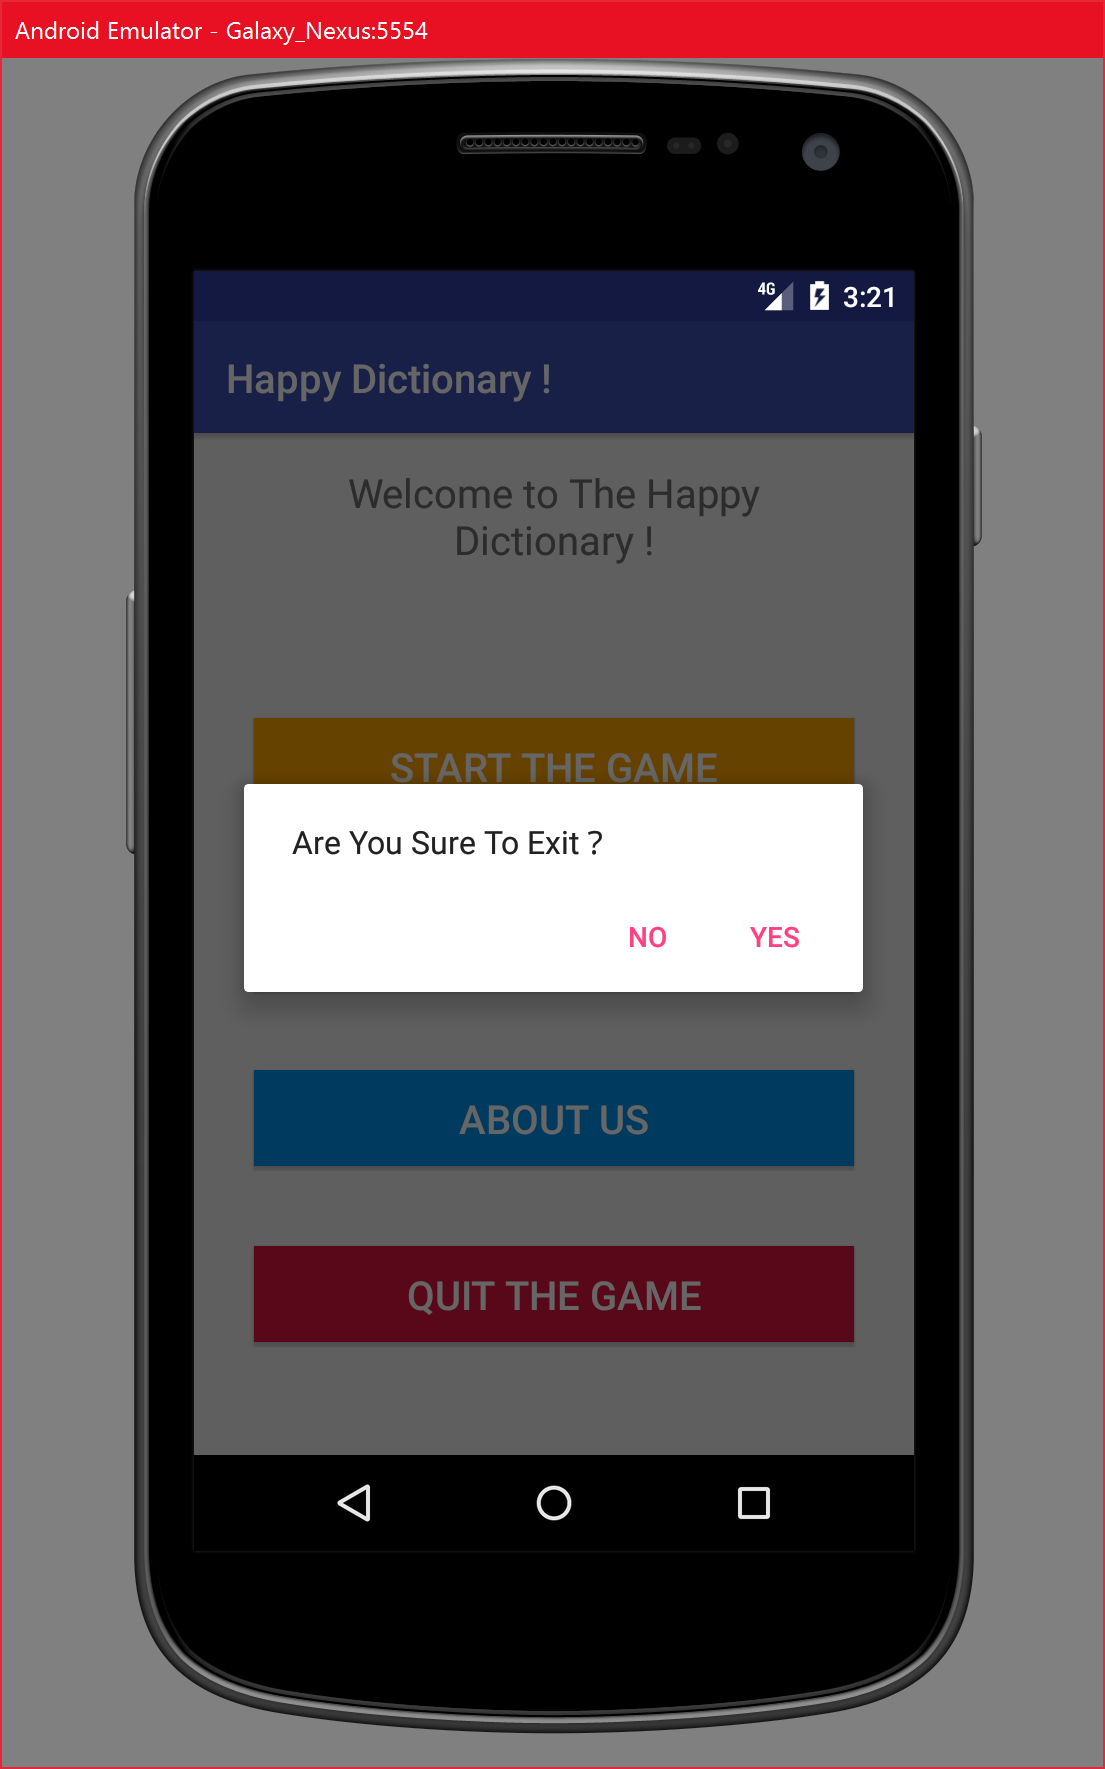 Android Emulator - Galaxy_Nexus:5554
4G 3:21
Happy Dictionary !
Welcome to The Happy
Dictionary !
START THE GAME
Are You Sure To Exit ?
NO YES
ABOUT US
QUIT THE GAME